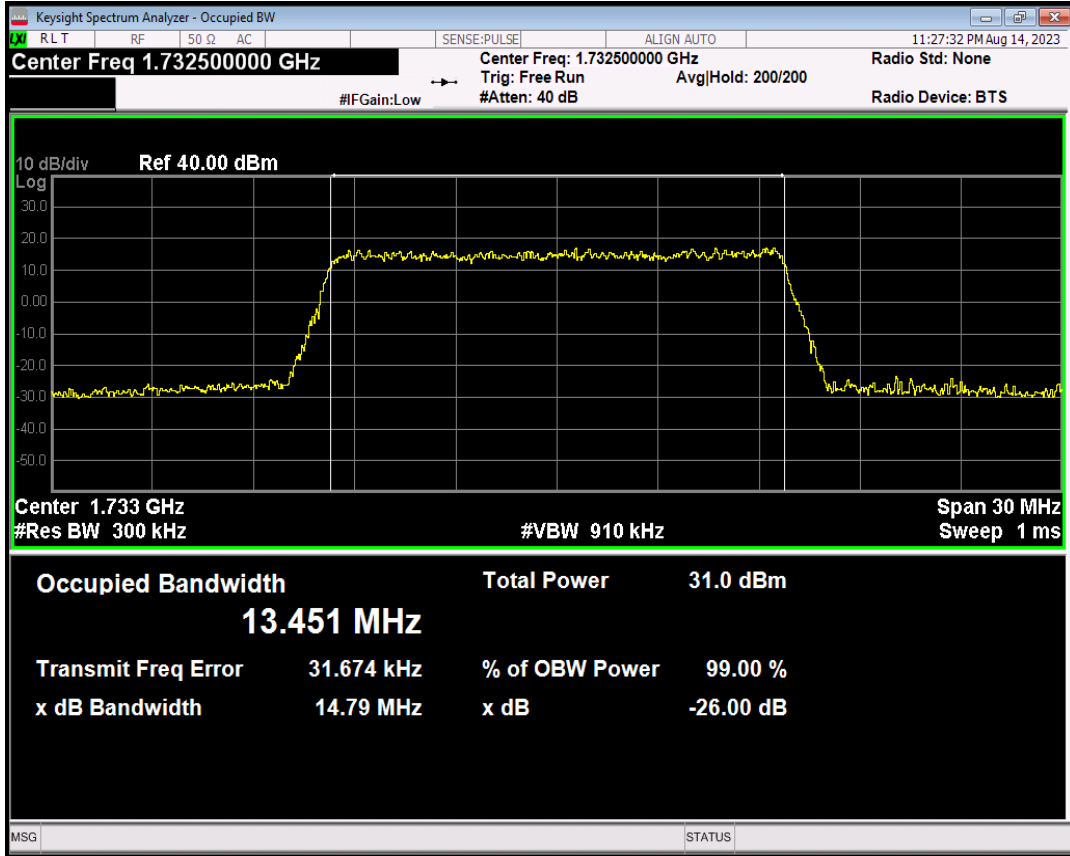 Keysight Spectrum Analyzer - Occupied BW
LXI RLT RF 50 Ω AC SENSE:PULSE ALIGN AUTO 11:27:32 PM Aug 14, 2023
Center Freq 1.732500000 GHz Center Freq: 1.732500000 GHz Radio Std: None
Trig: Free Run Avg|Hold: 200/200
#IFGain:Low #Atten: 40 dB Radio Device: BTS
10 dB/div Ref 40.00 dBm
Log
30.0
20.0
10.0
0.00
-10.0
-20.0
-30.0
-40.0
-50.0
Center 1.733 GHz Span 30 MHz
#Res BW 300 kHz #VBW 910 kHz Sweep 1 ms
Occupied Bandwidth Total Power 31.0 dBm
13.451 MHz
Transmit Freq Error 31.674 kHz % of OBW Power 99.00 %
x dB Bandwidth 14.79 MHz x dB -26.00 dB
MSG STATUS